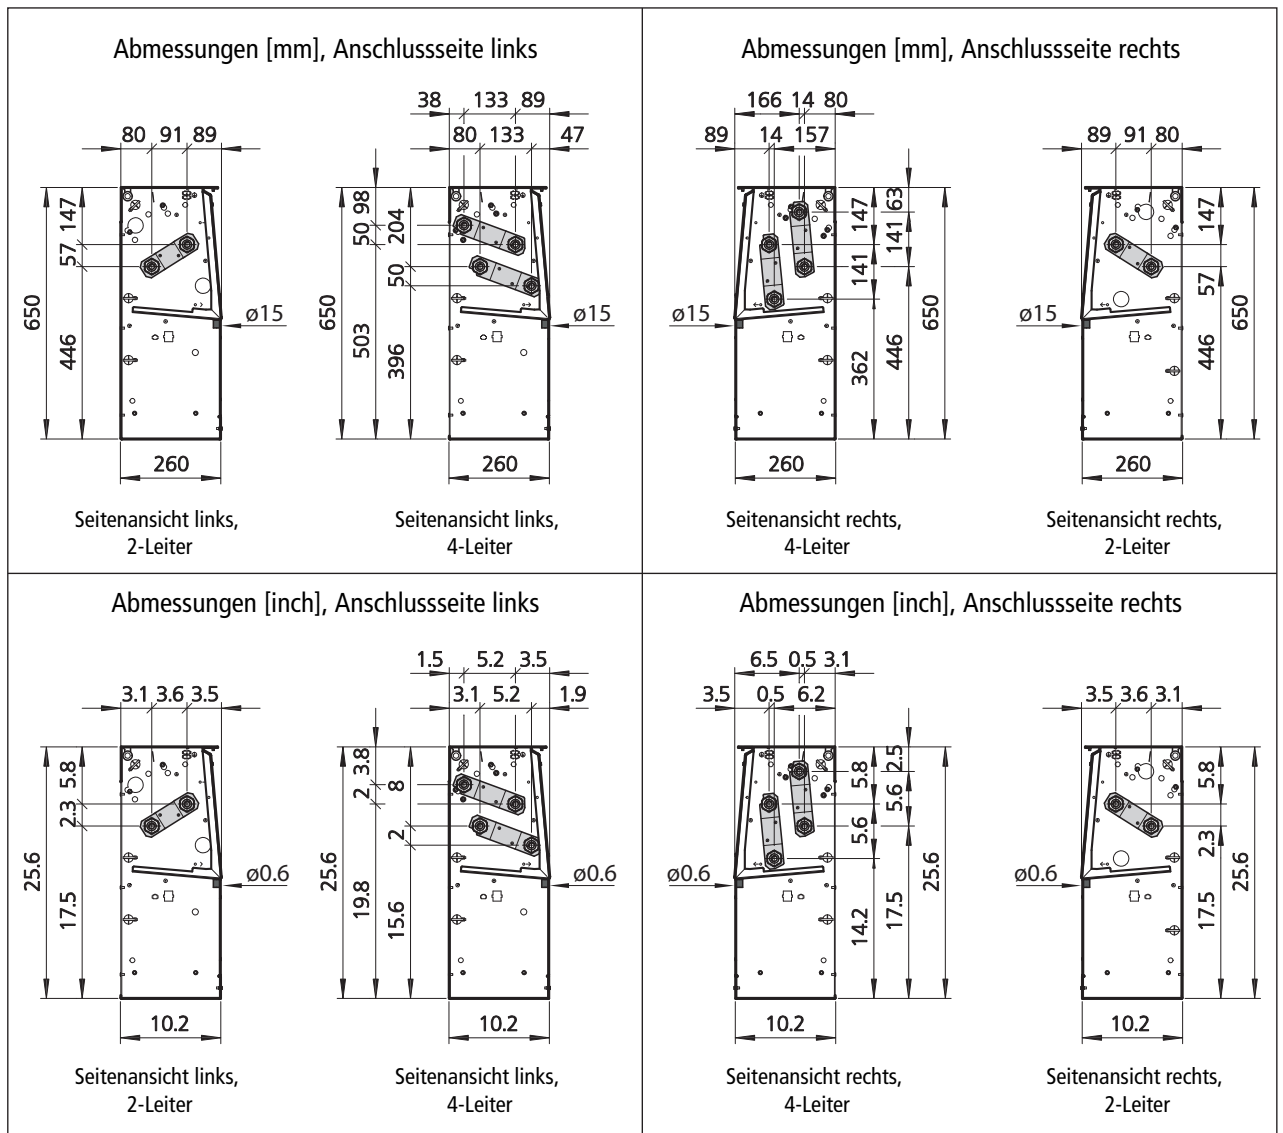 Abmessungen [mm], Anschlussseite links
38 133 89
80 91 89
80 133 47
650
147
57
446
ø15
260
650
98
50
503
204
50
396
ø15
260
Seitenansicht links,
2-Leiter
Seitenansicht links,
4-Leiter
Abmessungen [mm], Anschlussseite rechts
166 14 80
89 14 157
89 91 80
ø15
147
141
362
63
141
446
650
260
ø15
147
57
446
650
260
Seitenansicht rechts,
4-Leiter
Seitenansicht rechts,
2-Leiter
Abmessungen [inch], Anschlussseite links
1.5 5.2 3.5
3.1 3.6 3.5
3.1 5.2 1.9
25.6
5.8
2.3
17.5
ø0.6
10.2
25.6
3.8
2
19.8
8
2
15.6
ø0.6
10.2
Seitenansicht links,
2-Leiter
Seitenansicht links,
4-Leiter
Abmessungen [inch], Anschlussseite rechts
6.5 0.5 3.1
3.5 0.5 6.2
3.5 3.6 3.1
ø0.6
5.8
5.6
14.2
2.5
5.6
17.5
25.6
10.2
ø0.6
5.8
2.3
17.5
25.6
10.2
Seitenansicht rechts,
4-Leiter
Seitenansicht rechts,
2-Leiter